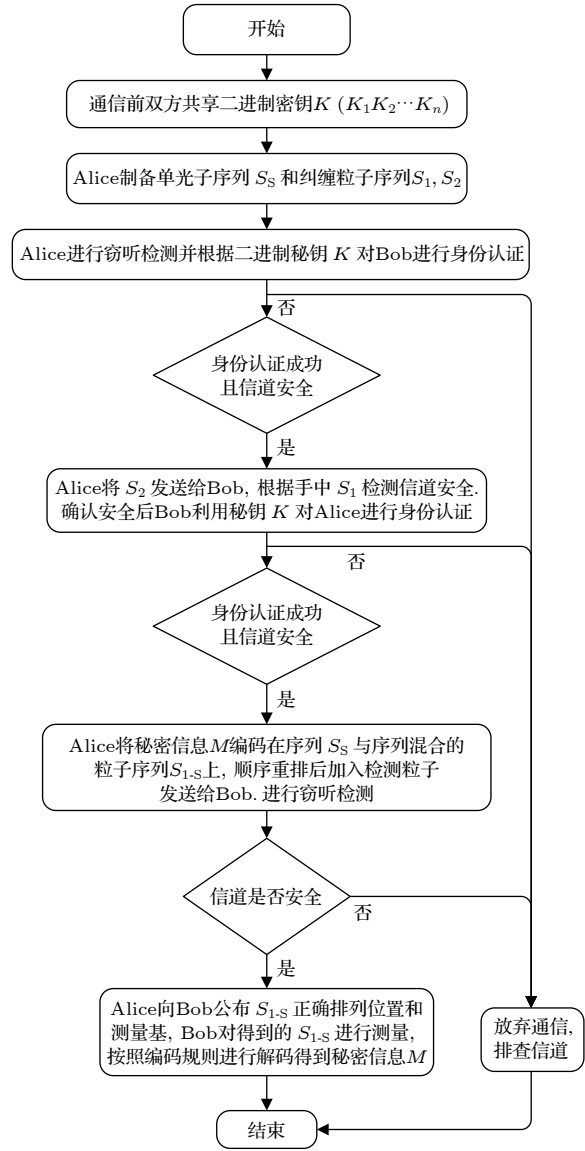 开始
通信前双方共享二进制密钥K (K₁K₂⋯Kₙ)
Alice制备单光子序列 S_S 和纠缠粒子序列S₁, S₂
Alice进行窃听检测并根据二进制秘钥 K 对Bob进行身份认证
否
身份认证成功
且信道安全
是
Alice将 S₂ 发送给Bob, 根据手中 S₁ 检测信道安全.
确认安全后Bob利用秘钥 K 对Alice进行身份认证
否
身份认证成功
且信道安全
是
Alice将秘密信息M编码在序列 S_S 与序列混合的
粒子序列S_{1-S}上, 顺序重排后加入检测粒子
发送给Bob. 进行窃听检测
信道是否安全
否
是
Alice向Bob公布 S_{1-S} 正确排列位置和
测量基, Bob对得到的 S_{1-S} 进行测量,
按照编码规则进行解码得到秘密信息M
放弃通信,
排查信道
结束